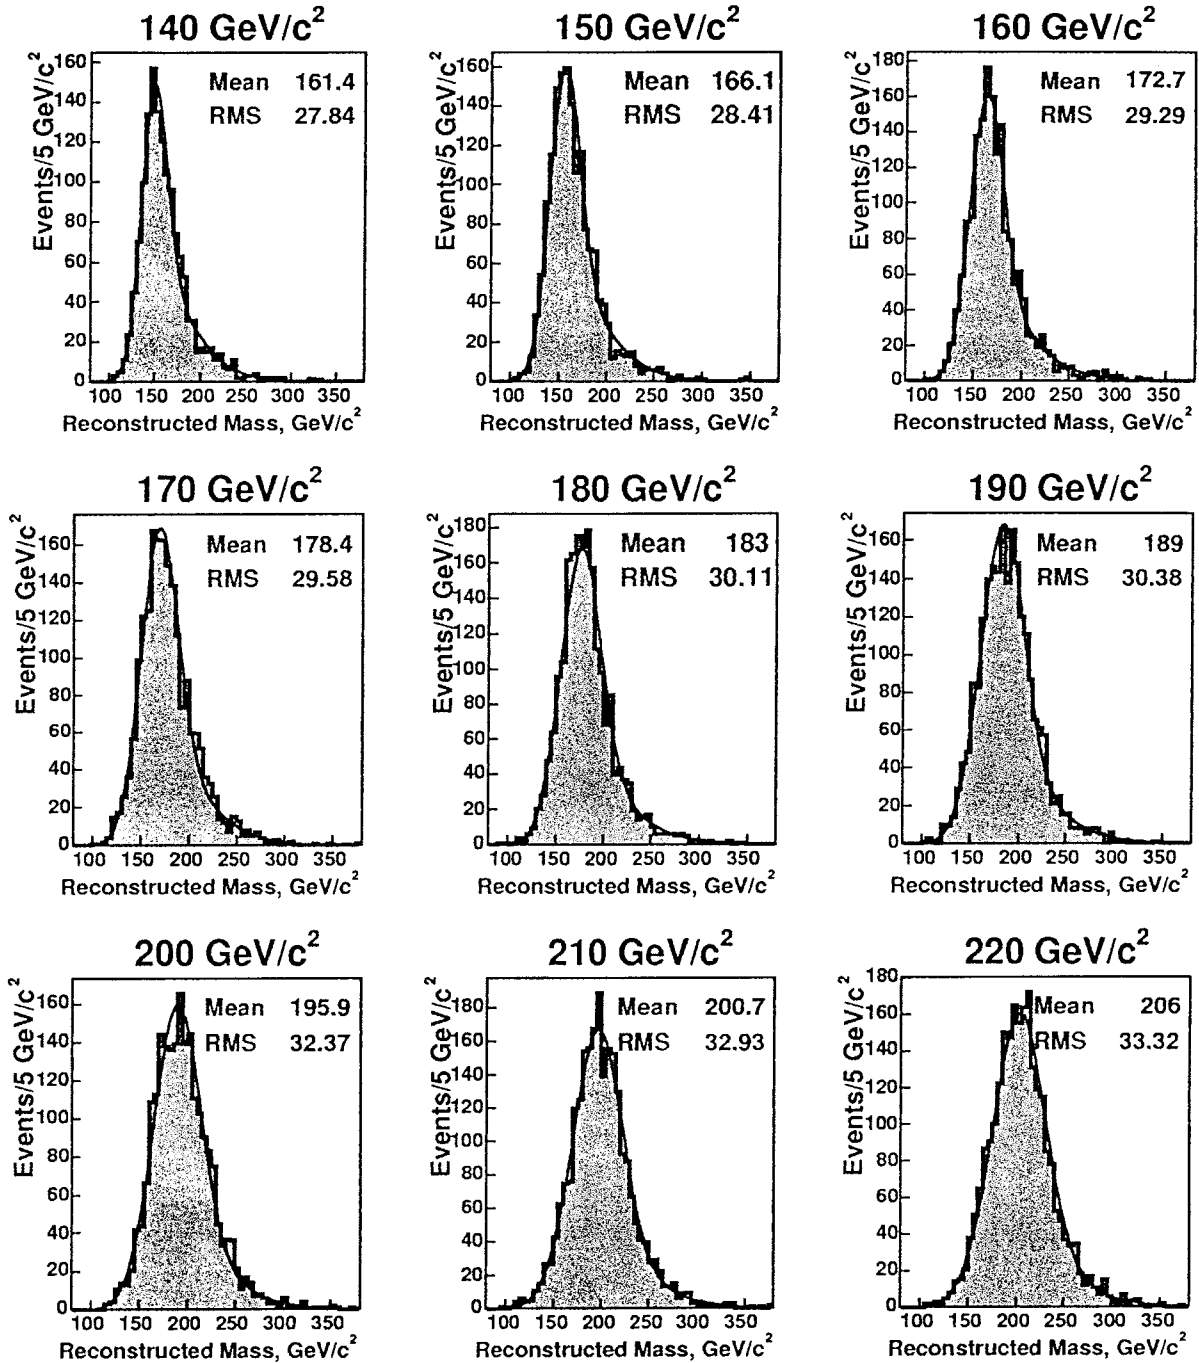 140 GeV/c²
Events/5 GeV/c²
160
140
120
100
80
60
40
20
0
Mean 161.4
RMS 27.84
100 150 200 250 300 350
Reconstructed Mass, GeV/c²
150 GeV/c²
Events/5 GeV/c²
160
140
120
100
80
60
40
20
0
Mean 166.1
RMS 28.41
100 150 200 250 300 350
Reconstructed Mass, GeV/c²
160 GeV/c²
Events/5 GeV/c²
180
160
140
120
100
80
60
40
20
0
Mean 172.7
RMS 29.29
100 150 200 250 300 350
Reconstructed Mass, GeV/c²
170 GeV/c²
Events/5 GeV/c²
160
140
120
100
80
60
40
20
0
Mean 178.4
RMS 29.58
100 150 200 250 300 350
Reconstructed Mass, GeV/c²
180 GeV/c²
Events/5 GeV/c²
180
160
140
120
100
80
60
40
20
0
Mean 183
RMS 30.11
100 150 200 250 300 350
Reconstructed Mass, GeV/c²
190 GeV/c²
Events/5 GeV/c²
160
140
120
100
80
60
40
20
0
Mean 189
RMS 30.38
100 150 200 250 300 350
Reconstructed Mass, GeV/c²
200 GeV/c²
Events/5 GeV/c²
160
140
120
100
80
60
40
20
0
Mean 195.9
RMS 32.37
100 150 200 250 300 350
Reconstructed Mass, GeV/c²
210 GeV/c²
Events/5 GeV/c²
180
160
140
120
100
80
60
40
20
0
Mean 200.7
RMS 32.93
100 150 200 250 300 350
Reconstructed Mass, GeV/c²
220 GeV/c²
Events/5 GeV/c²
180
160
140
120
100
80
60
40
20
0
Mean 206
RMS 33.32
100 150 200 250 300 350
Reconstructed Mass, GeV/c²